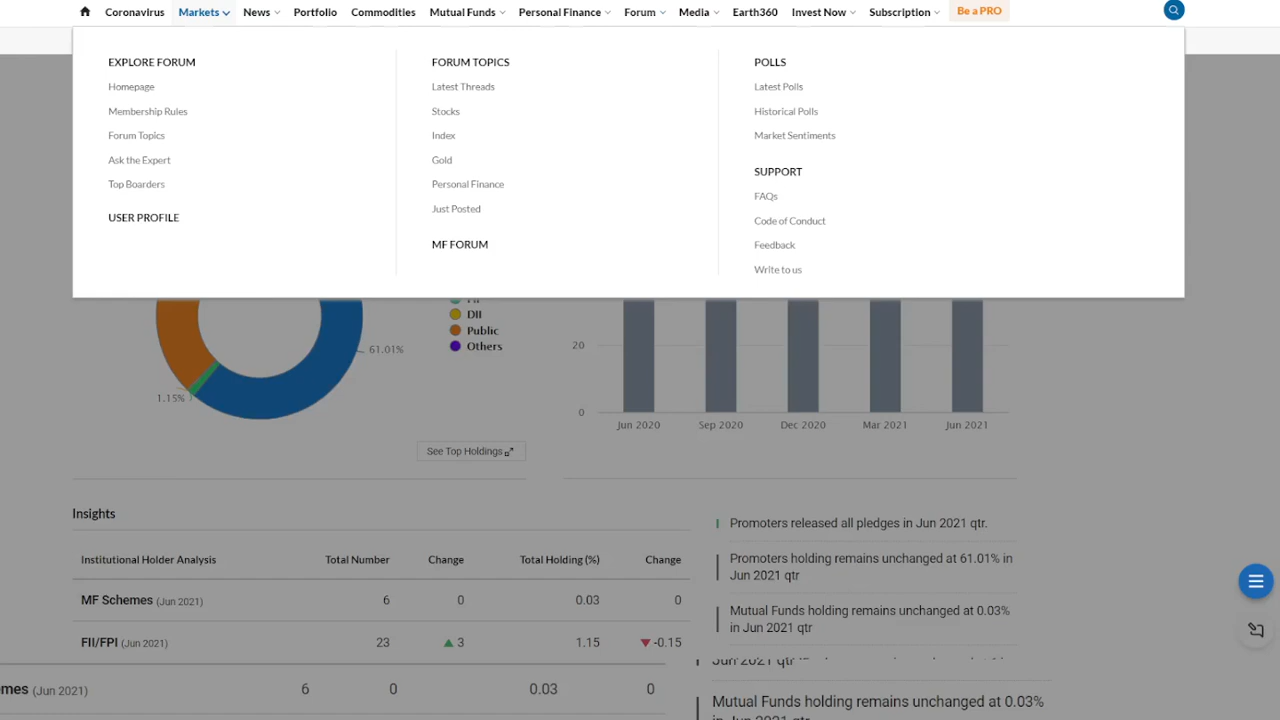 Coronavirus Markets News Portfolio Commodities Mutual Funds Personal Finance Forum Media Earth360 Invest Now Subscription Be a PRO
EXPLORE FORUM
Homepage
Membership Rules
Forum Topics
Ask the Expert
Top Boarders
USER PROFILE
FORUM TOPICS
Latest Threads
Stocks
Index
Gold
Personal Finance
Just Posted
MF FORUM
POLLS
Latest Polls
Historical Polls
Market Sentiments
SUPPORT
FAQs
Code of Conduct
Feedback
Write to us
DII
Public
Others
61.01%
1.15%
See Top Holdings
20
0
Jun 2020 Sep 2020 Dec 2020 Mar 2021 Jun 2021
Insights
Institutional Holder Analysis Total Number Change Total Holding (%) Change
MF Schemes (Jun 2021) 6 0 0.03 0
FII/FPI (Jun 2021) 23 3 1.15 -0.15
mes (Jun 2021) 6 0 0.03 0
Promoters released all pledges in Jun 2021 qtr.
Promoters holding remains unchanged at 61.01% in
Jun 2021 qtr
Mutual Funds holding remains unchanged at 0.03%
in Jun 2021 qtr
Jun 2021 qtr
Mutual Funds holding remains unchanged at 0.03%
in Jun 2021 qtr